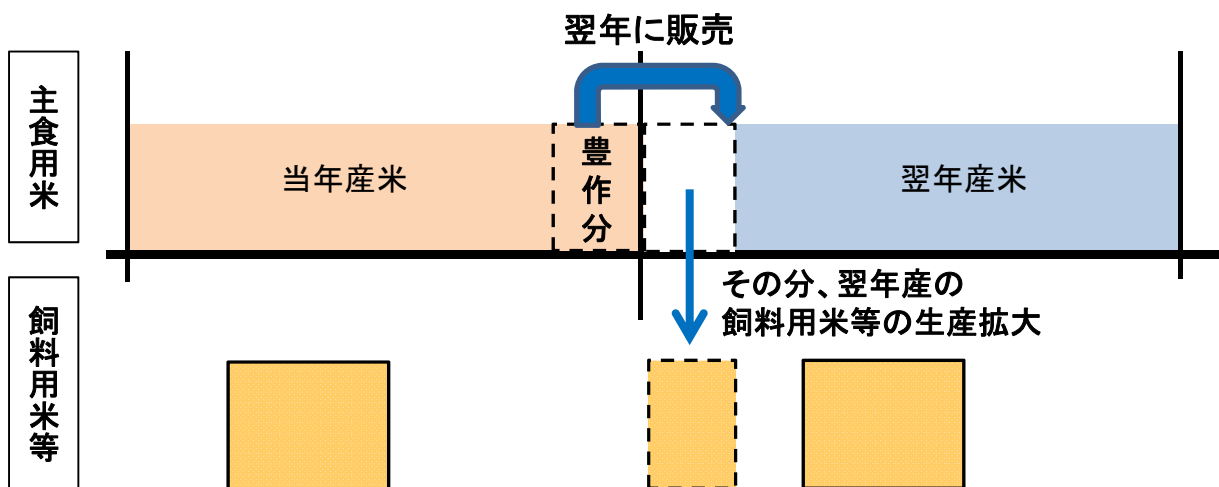 翌年に販売
主食用米
当年産米
豊作分
翌年産米
その分、翌年産の
飼料用米等の生産拡大
飼料用米等